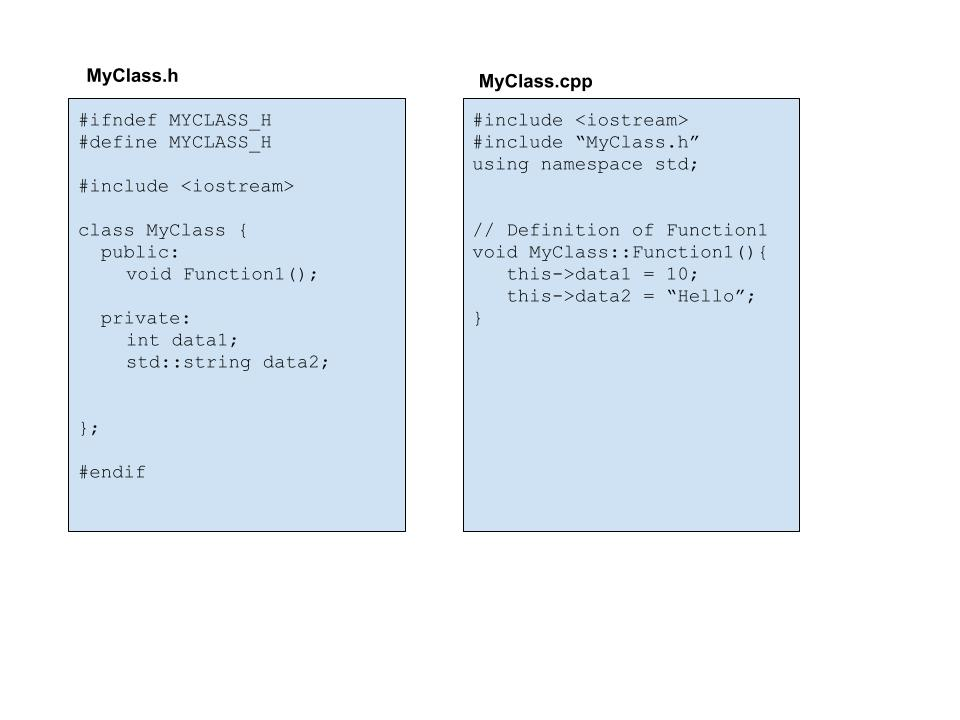 MyClass.h
#ifndef MYCLASS_H
#define MYCLASS_H
#include <iostream>
class MyClass {
public:
void Function1();
private:
int data1;
std::string data2;
};
#endif
MyClass.cpp
#include <iostream>
#include “MyClass.h”
using namespace std;
// Definition of Function1
void MyClass::Function1(){
this->data1 = 10;
this->data2 = “Hello”;
}